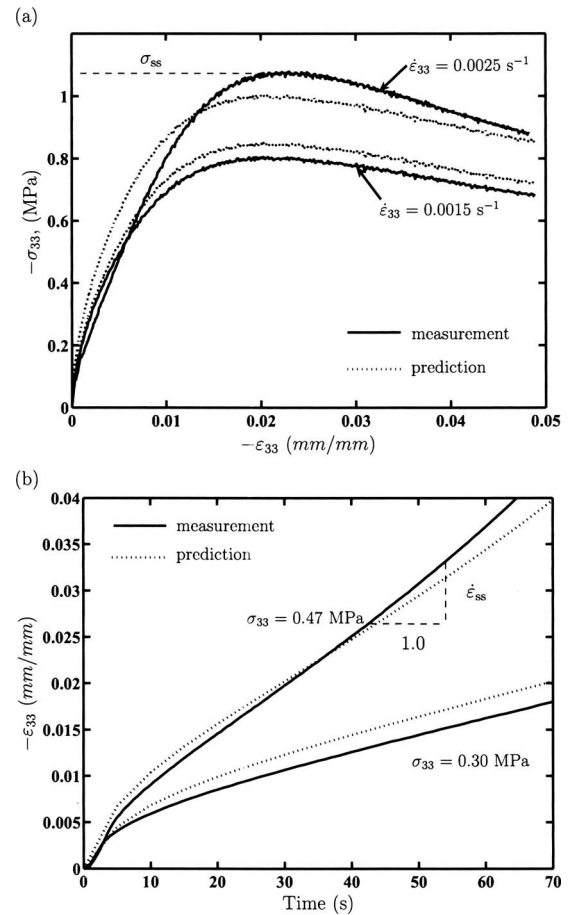 (a)
σss
ε̇33 = 0.0025 s−1
1
0.8
0.6
0.4
0.2
0
−σ33, (MPa)
ε̇33 = 0.0015 s−1
measurement
prediction
0 0.01 0.02 0.03 0.04 0.05
−ε33 (mm/mm)
(b)
0.04
0.035
0.03
0.025
0.02
0.015
0.01
0.005
0
−ε33 (mm/mm)
measurement
prediction
ε̇ss
σ33 = 0.47 MPa
1.0
σ33 = 0.30 MPa
0 10 20 30 40 50 60 70
Time (s)